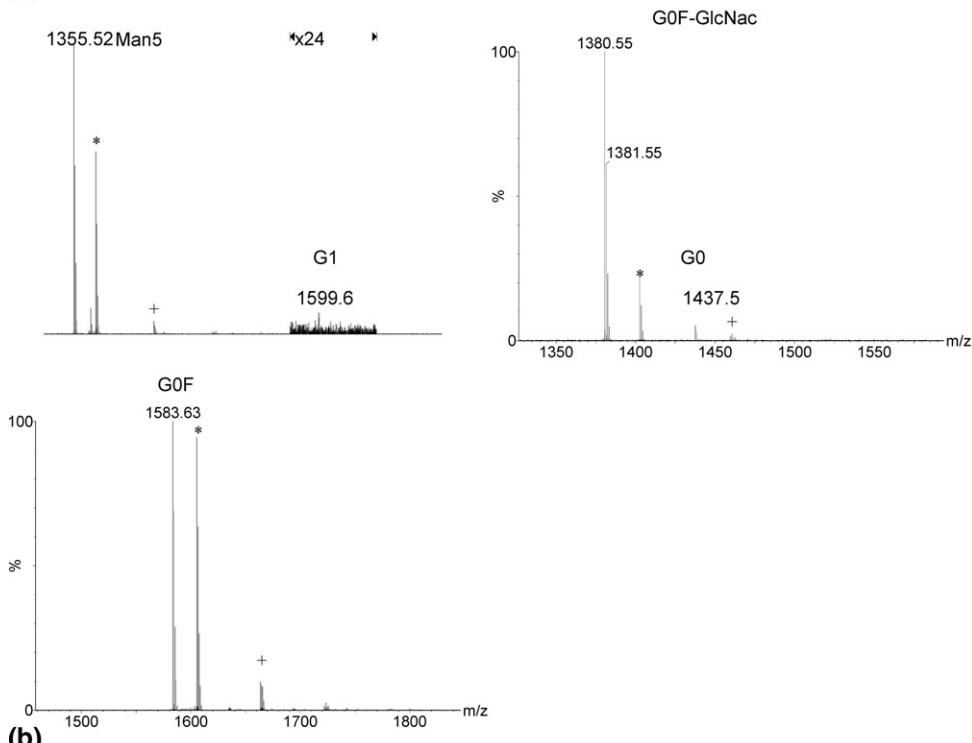 1355.52 Man5
x24
*
+
G1
1599.6
G0F-GlcNac
100
1380.55
1381.55
%
*
G0
1437.5
+
0
1350 1400 1450 1500 1550 m/z
G0F
100
1583.63
*
%
+
0
1500 1600 1700 1800 m/z
(b)